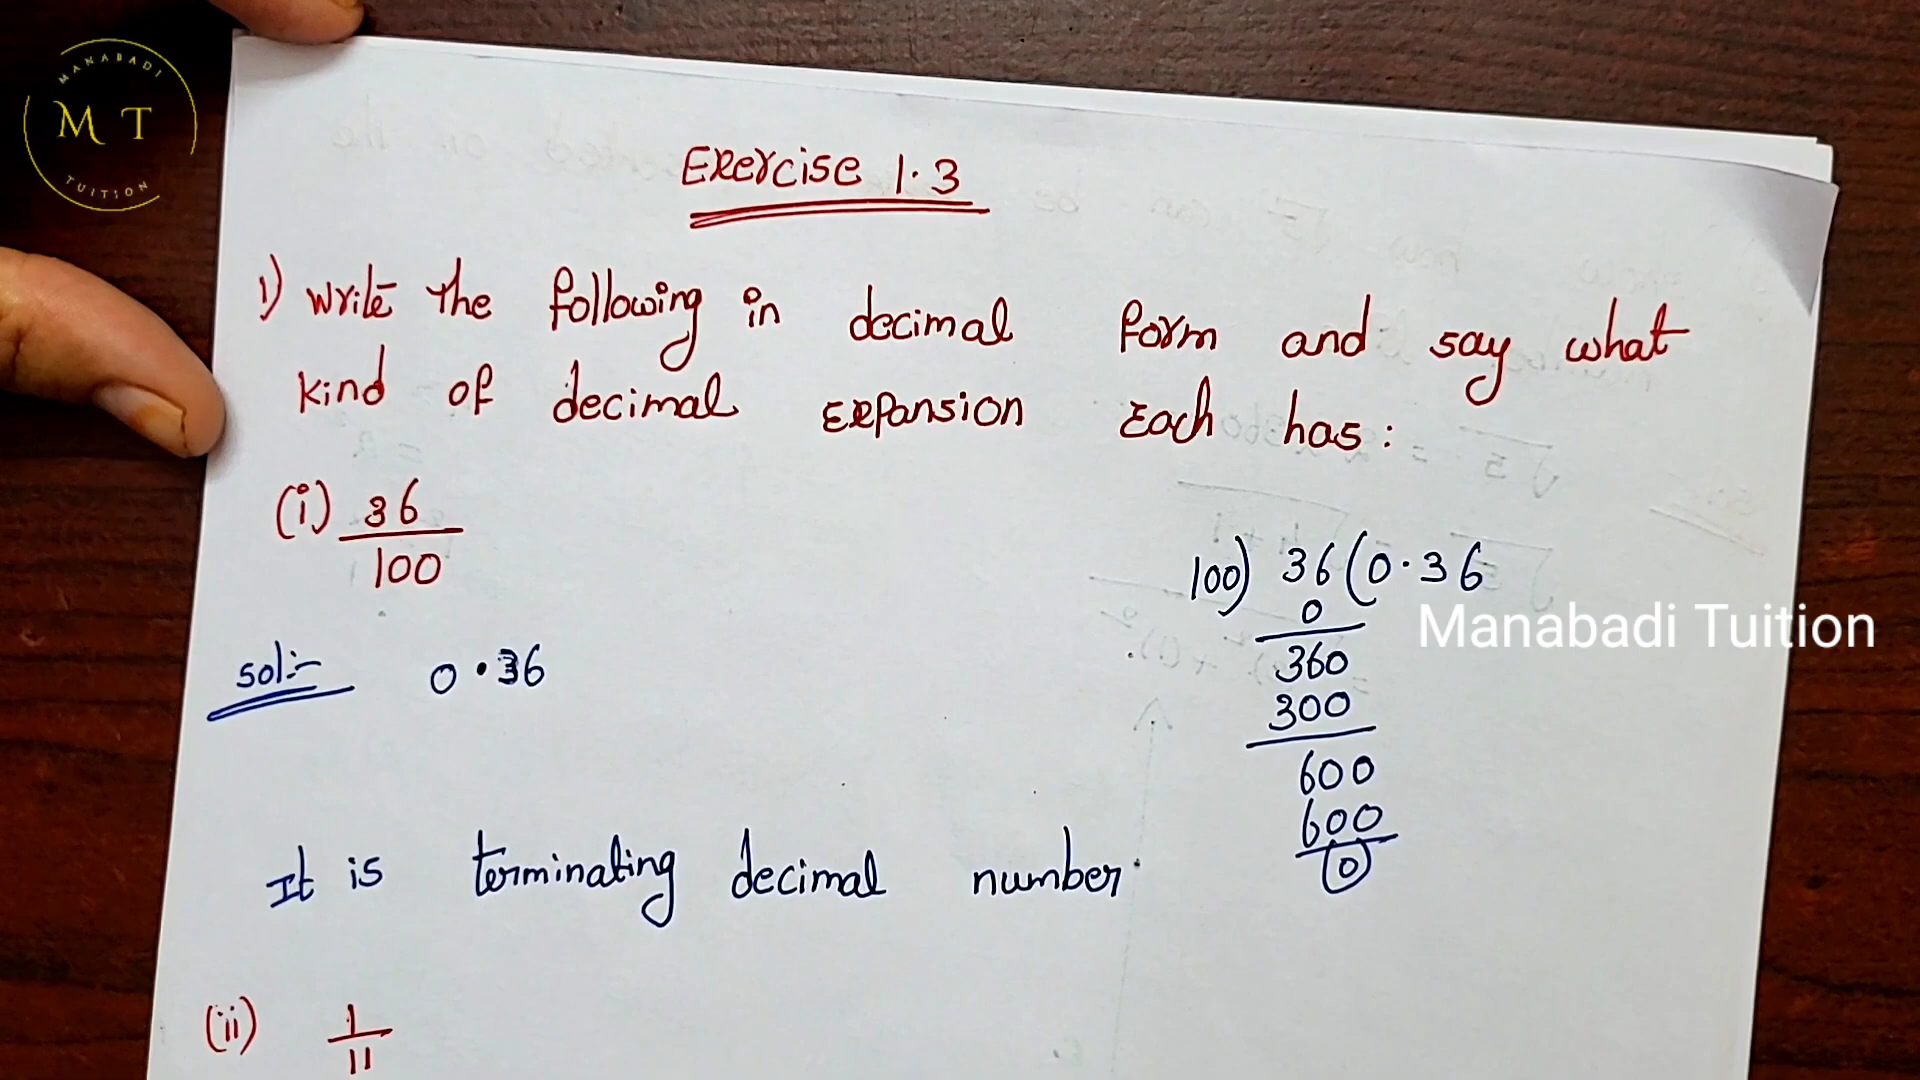 MANABADI
M T
TUITION
Exercise 1.3
1) write the following in decimal form and say what
kind of decimal expansion Each has:
(i) 36
100
100) 36 (0.36
0
Manabadi Tuition
360
sol:- 0.36
300
600
600
0
It is terminating decimal number.
(ii) 1
11